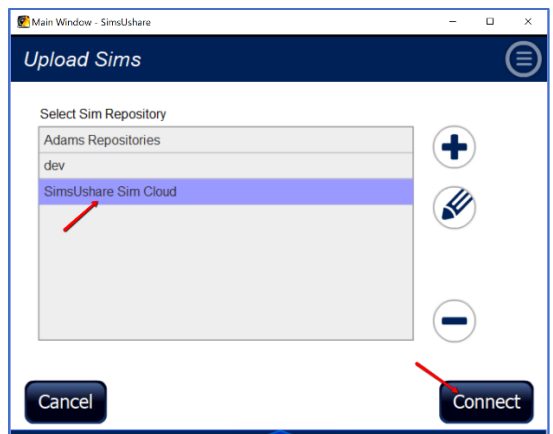 Main Window - SimsUshare
Upload Sims
Select Sim Repository
Adams Repositories
dev
SimsUshare Sim Cloud
Cancel
Connect